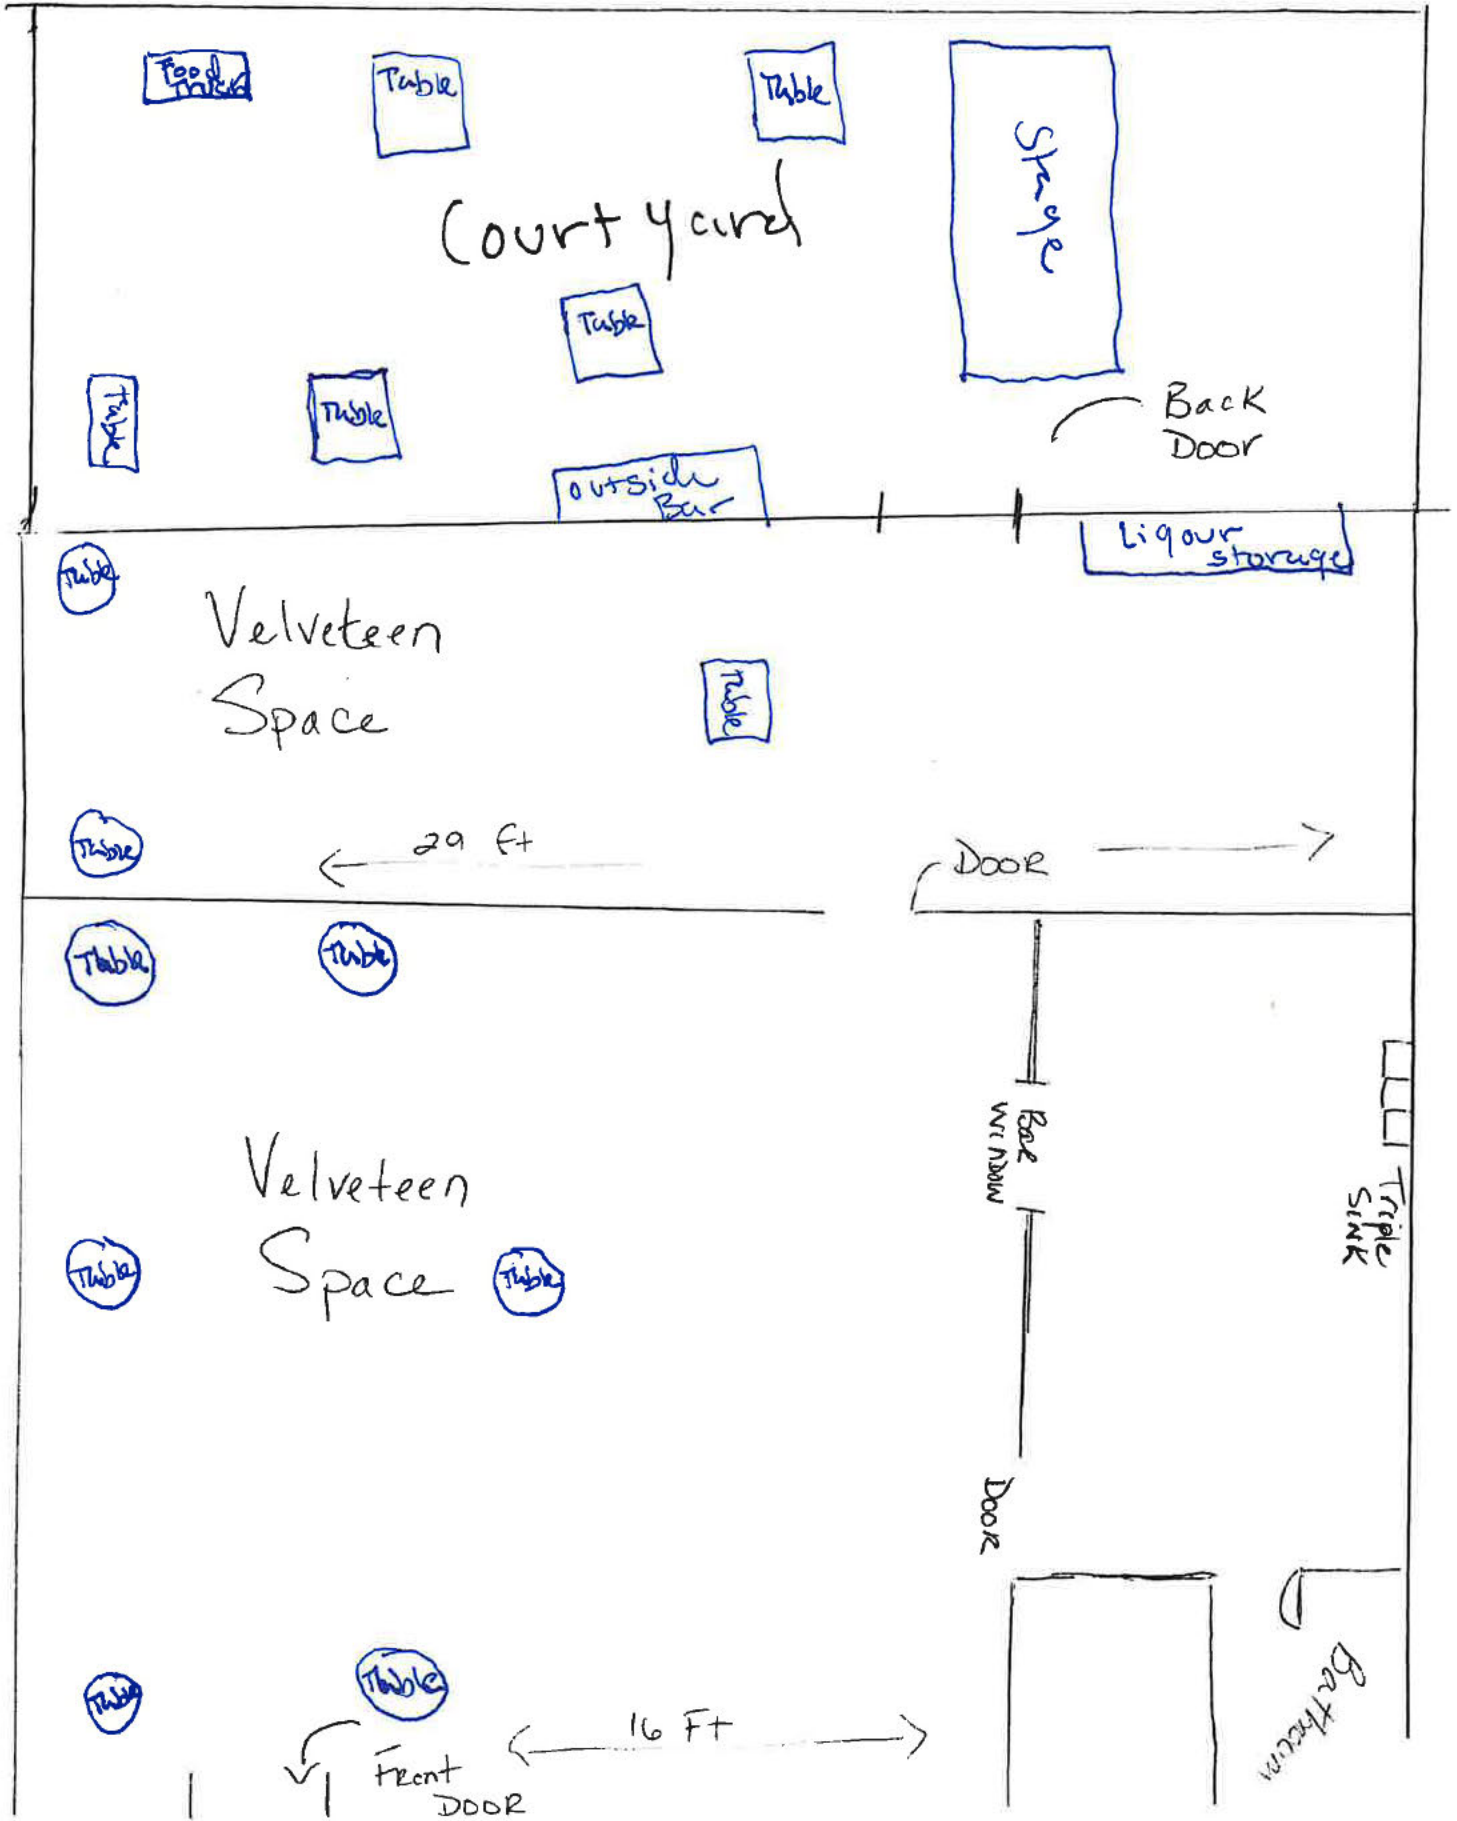 Food
Truck
Table
Table
Stage
Courtyard
Table
Table
Table
Back
Door
outside
Bar
Liqour
storage
Table
Velveteen
Space
Table
Table
29 Ft
DOOR
Table
Table
Bar
WINDOW
Triple
SINK
Velveteen
Space
Table
Table
DOOR
Bathroom
Table
Table
16 Ft
Front
DOOR